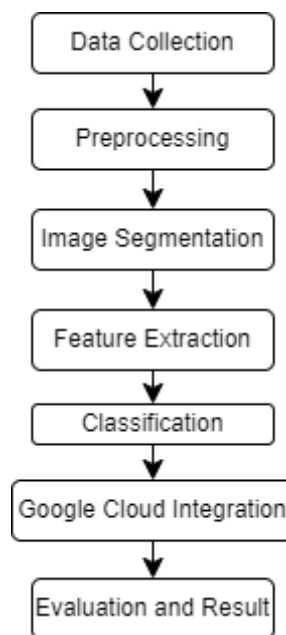 Data Collection
Preprocessing
Image Segmentation
Feature Extraction
Classification
Google Cloud Integration
Evaluation and Result